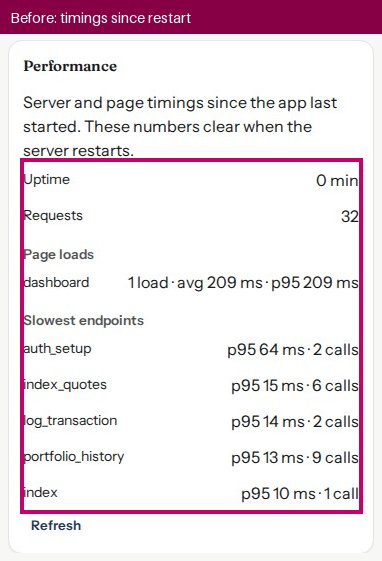 Before: timings since restart
Performance
Server and page timings since the app last
started. These numbers clear when the
server restarts.
Uptime 0 min
Requests 32
Page loads
dashboard 1 load · avg 209 ms · p95 209 ms
Slowest endpoints
auth_setup p95 64 ms · 2 calls
index_quotes p95 15 ms · 6 calls
log_transaction p95 14 ms · 2 calls
portfolio_history p95 13 ms · 9 calls
index p95 10 ms · 1 call
Refresh